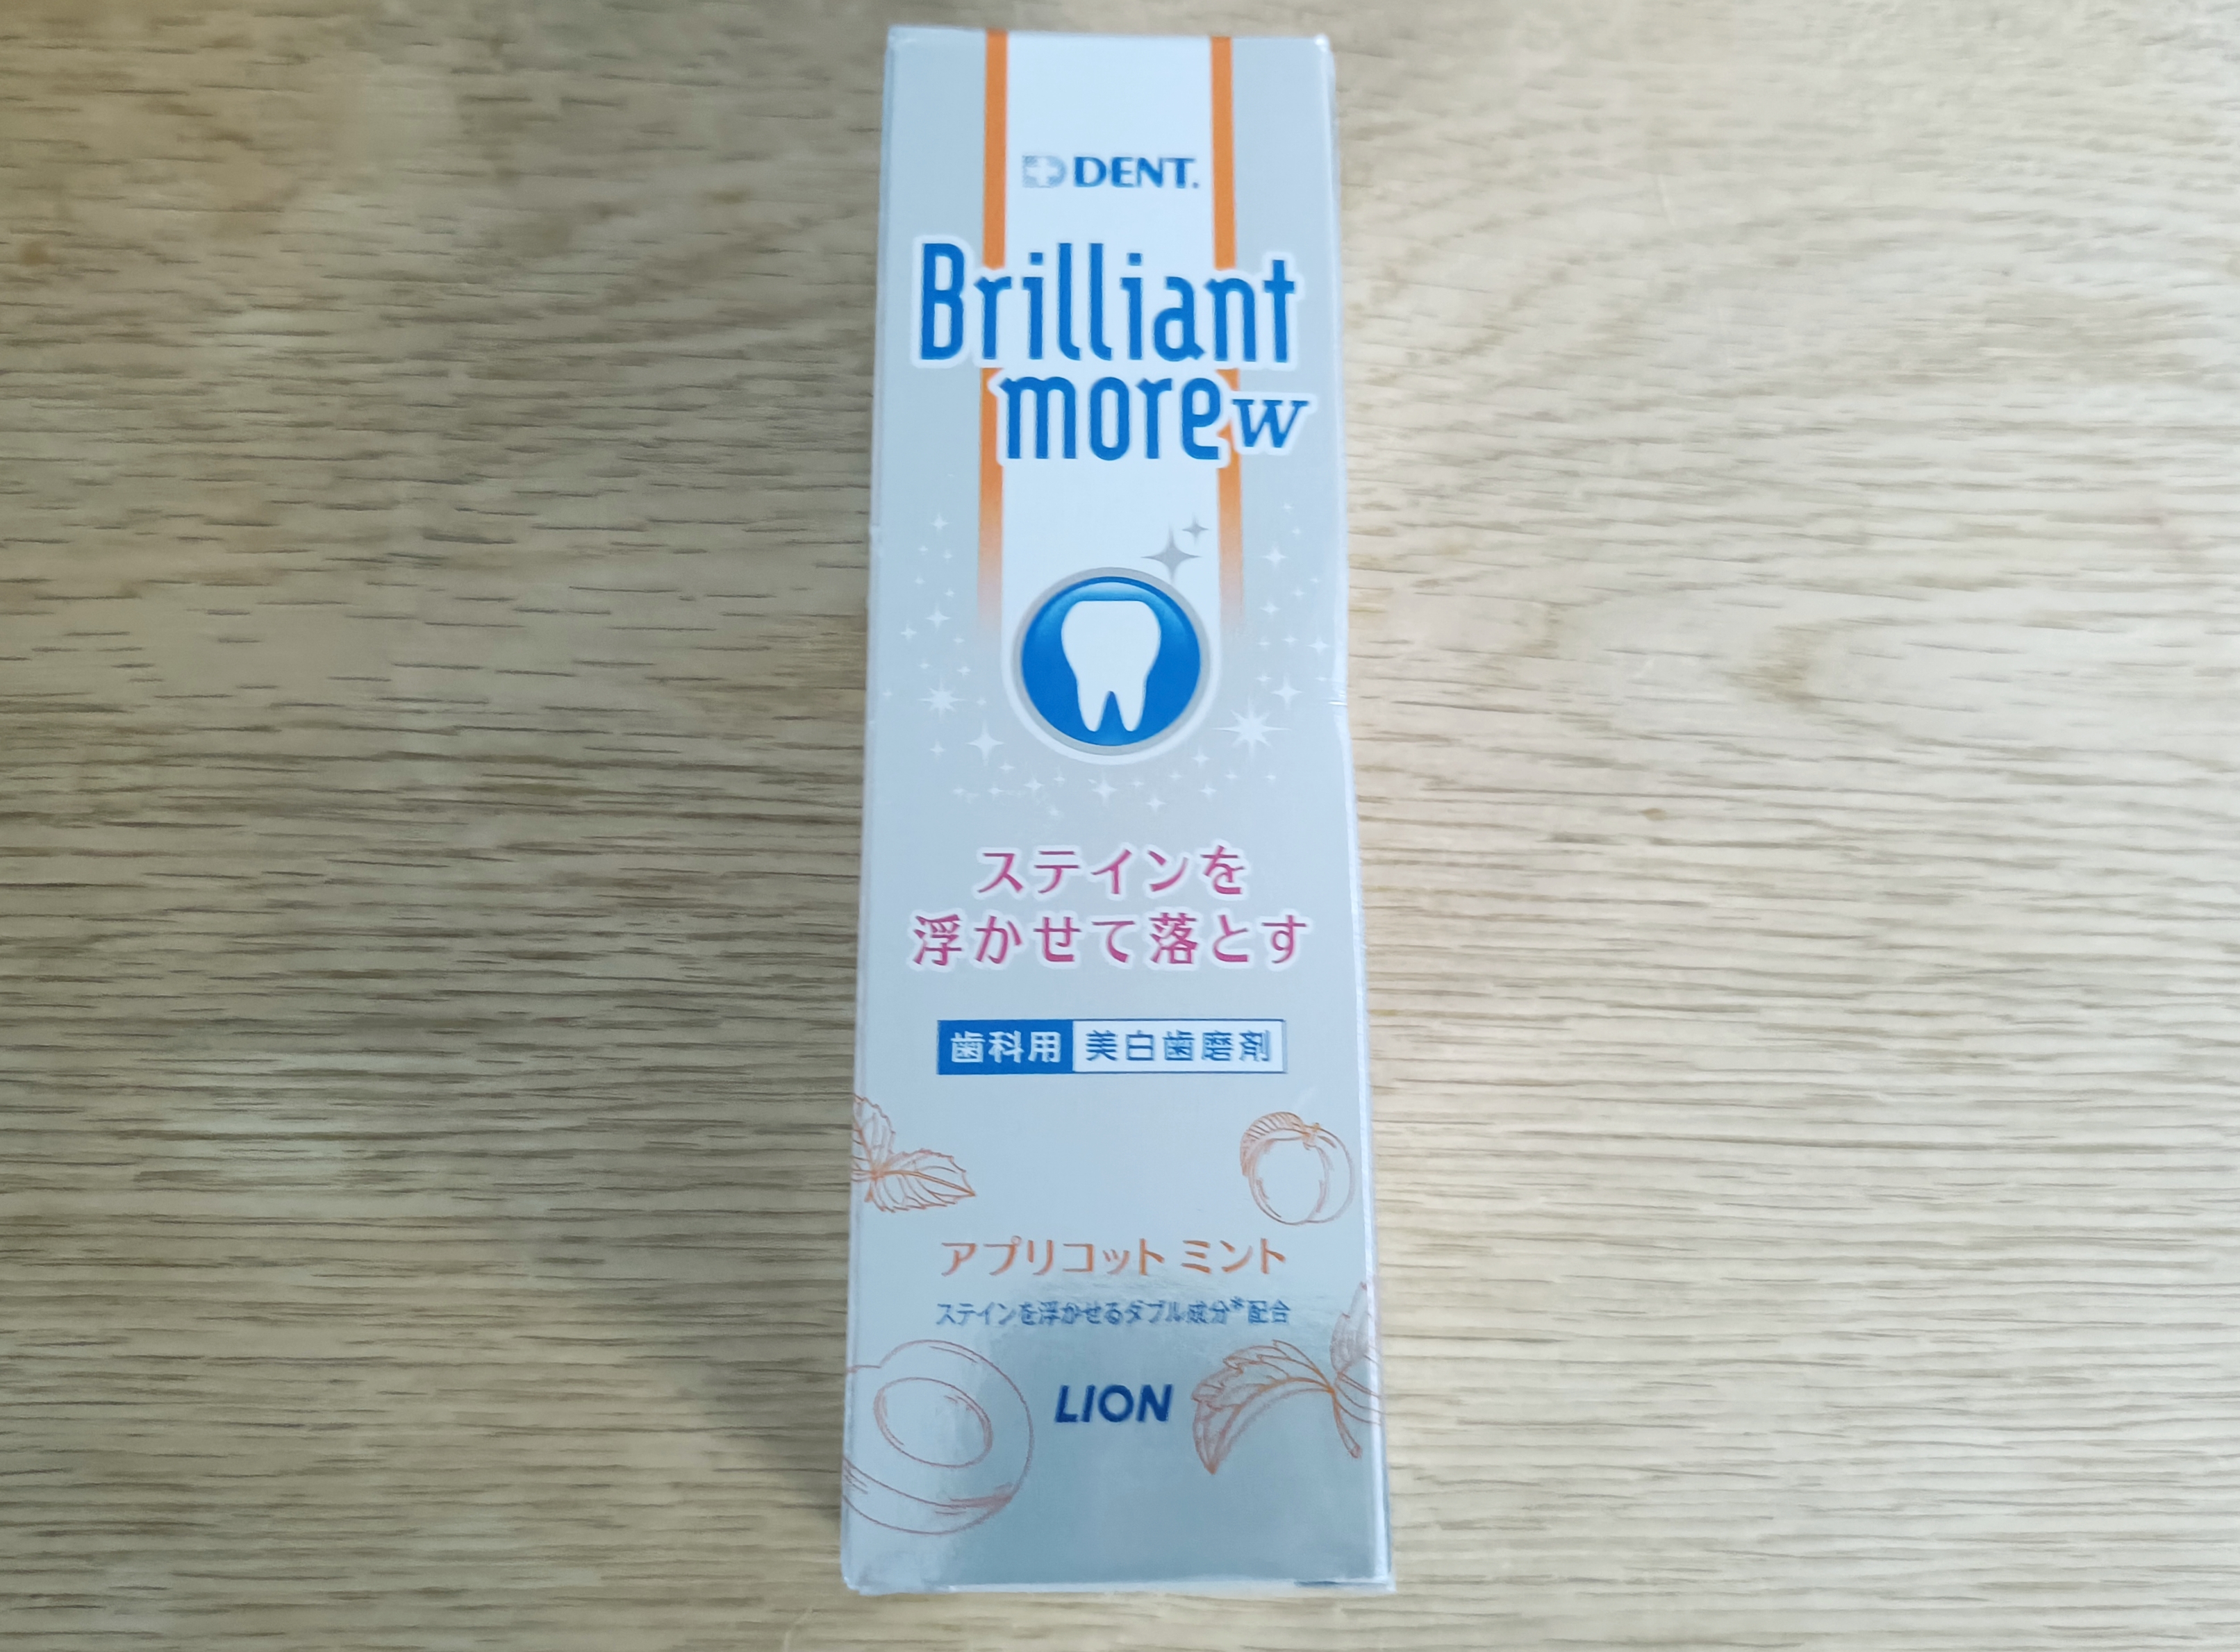 DENT.
Brilliant
more w
ステインを
浮かせて落とす
歯科用 美白歯磨剤
アプリコット ミント
ステインを浮かせるダブル成分*配合
LION